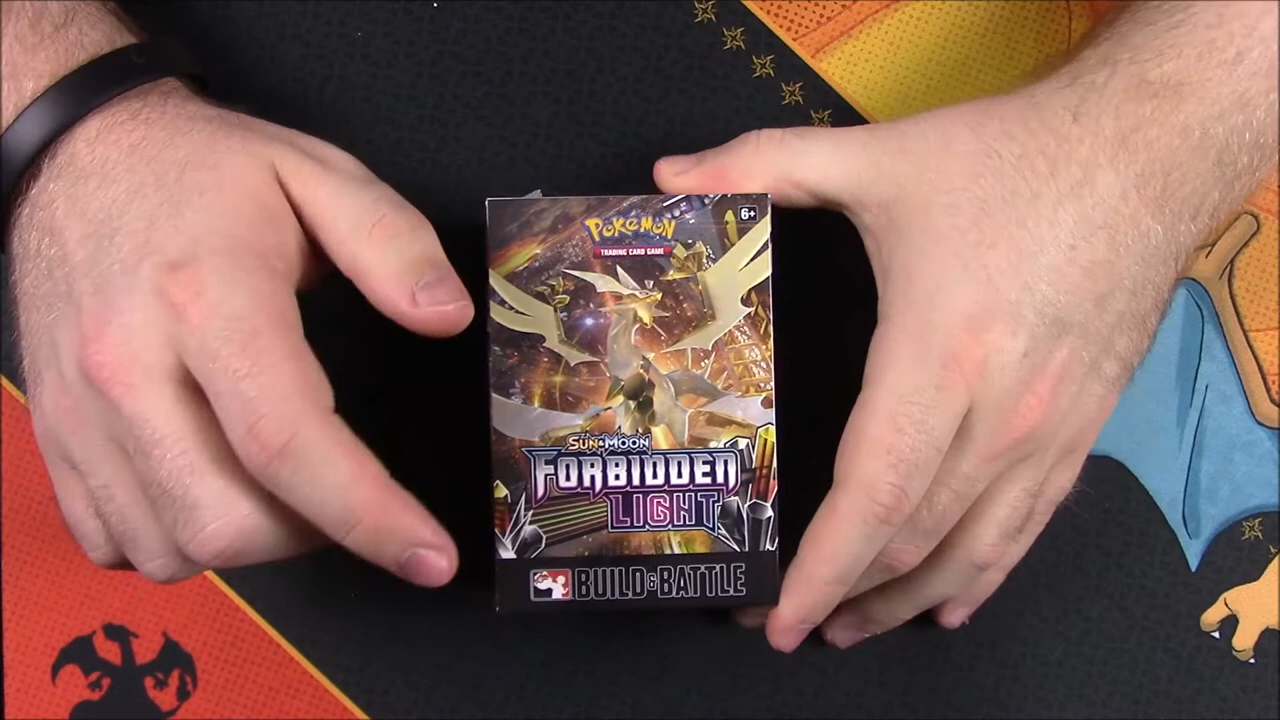 6+
POKéMON
TRADING CARD GAME
SUN & MOON
FORBIDDEN
LIGHT
BUILD & BATTLE